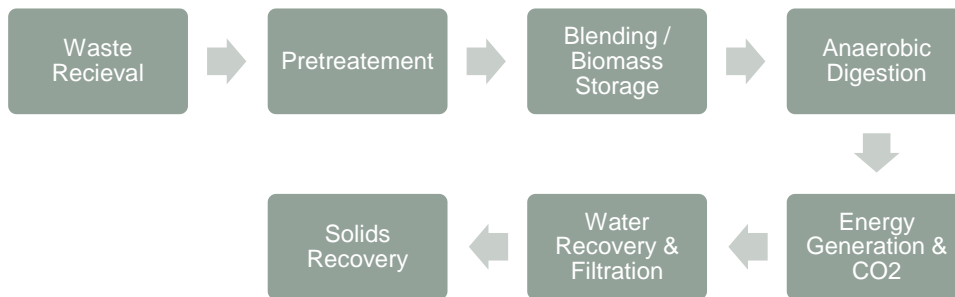 Waste
Recieval
Pretreatement
Blending /
Biomass
Storage
Anaerobic
Digestion
Energy
Generation &
CO2
Water
Recovery &
Filtration
Solids
Recovery